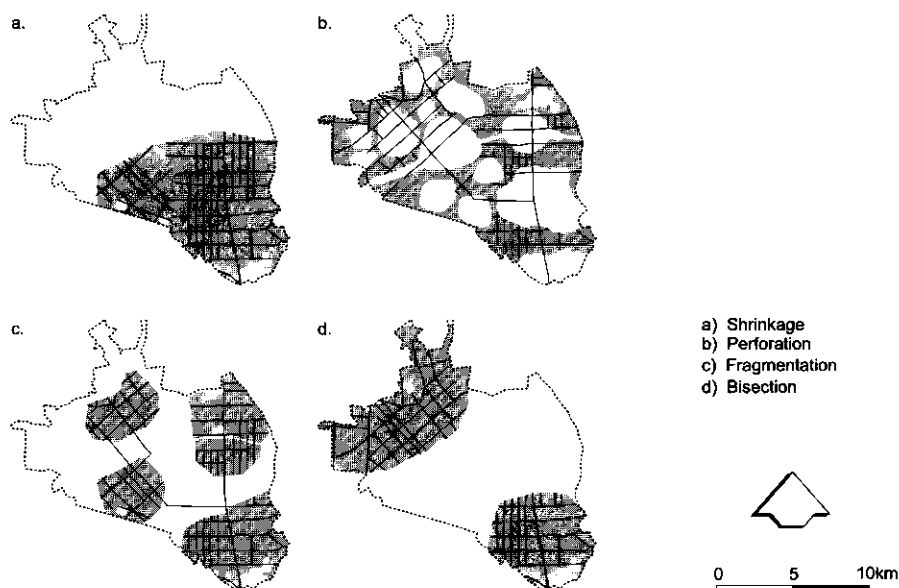 a.
b.
c.
d.
a) Shrinkage
b) Perforation
c) Fragmentation
d) Bisection
0 5 10km